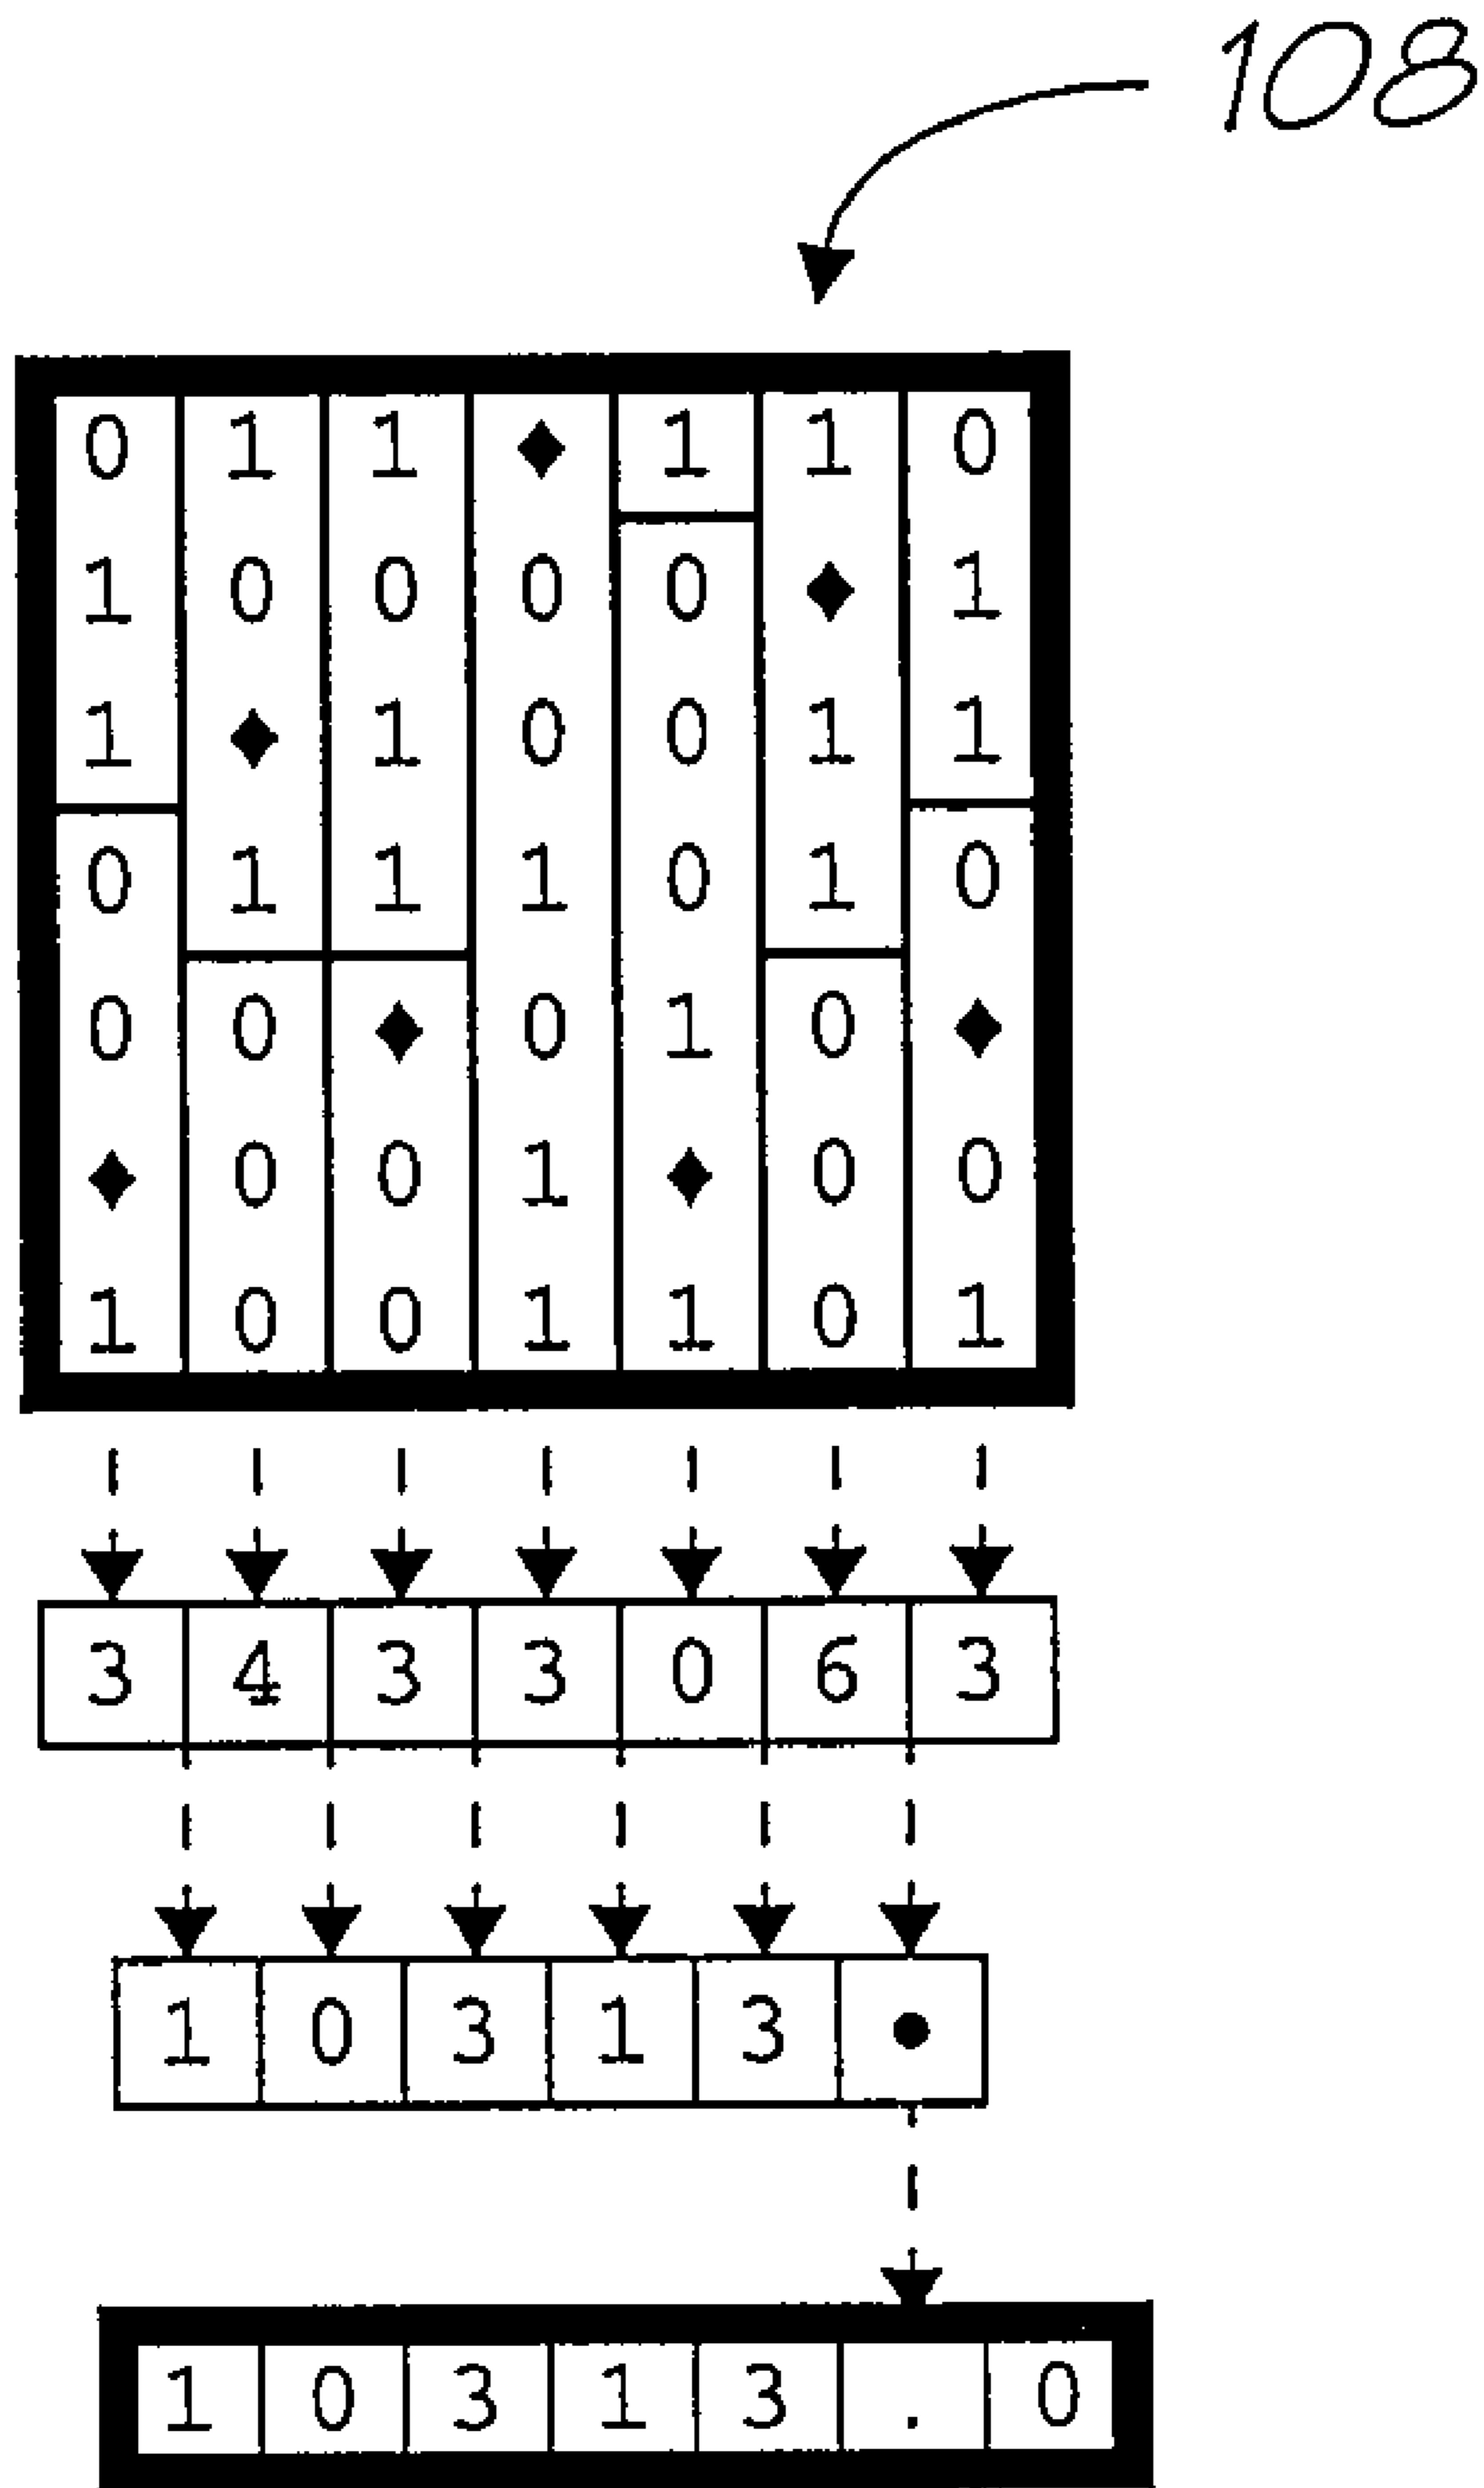 108
0 1 1 ♦ 1 1 0
1 0 0 0 0 ♦ 1
1 ♦ 1 0 0 1 1
0 1 1 1 0 1 0
0 0 ♦ 0 1 0 ♦
♦ 0 0 1 ♦ 0 0
1 0 0 1 1 0 1
3 4 3 3 0 6 3
1 0 3 1 3 •
1 0 3 1 3 . 0